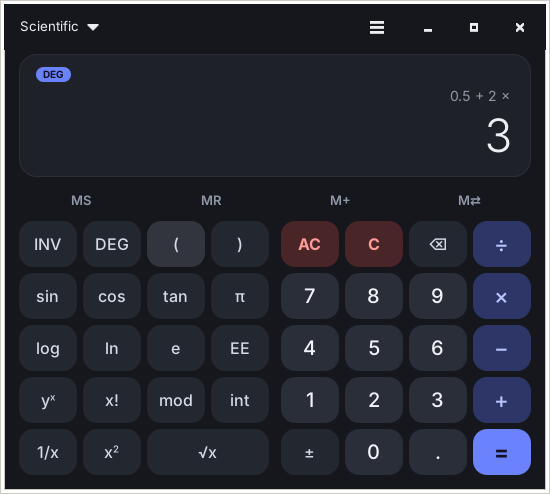 Scientific
DEG
0.5 + 2 ×
3
MS MR M+ M⇄
INV DEG ( ) AC C ÷
sin cos tan π 7 8 9 ×
log ln e EE 4 5 6 −
yˣ x! mod int 1 2 3 +
1/x x² √x ± 0 . =